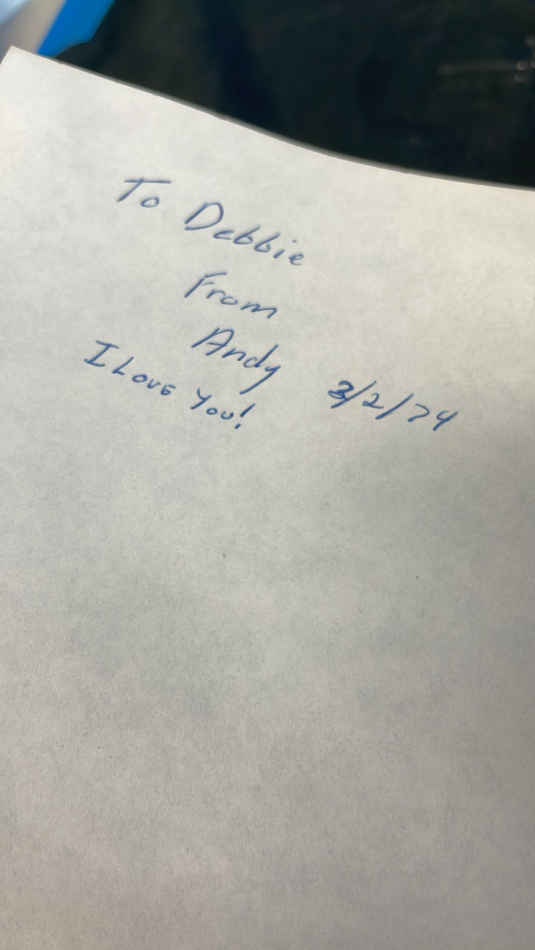 To Debbie
From
Andy 3/2/74
I Love You!